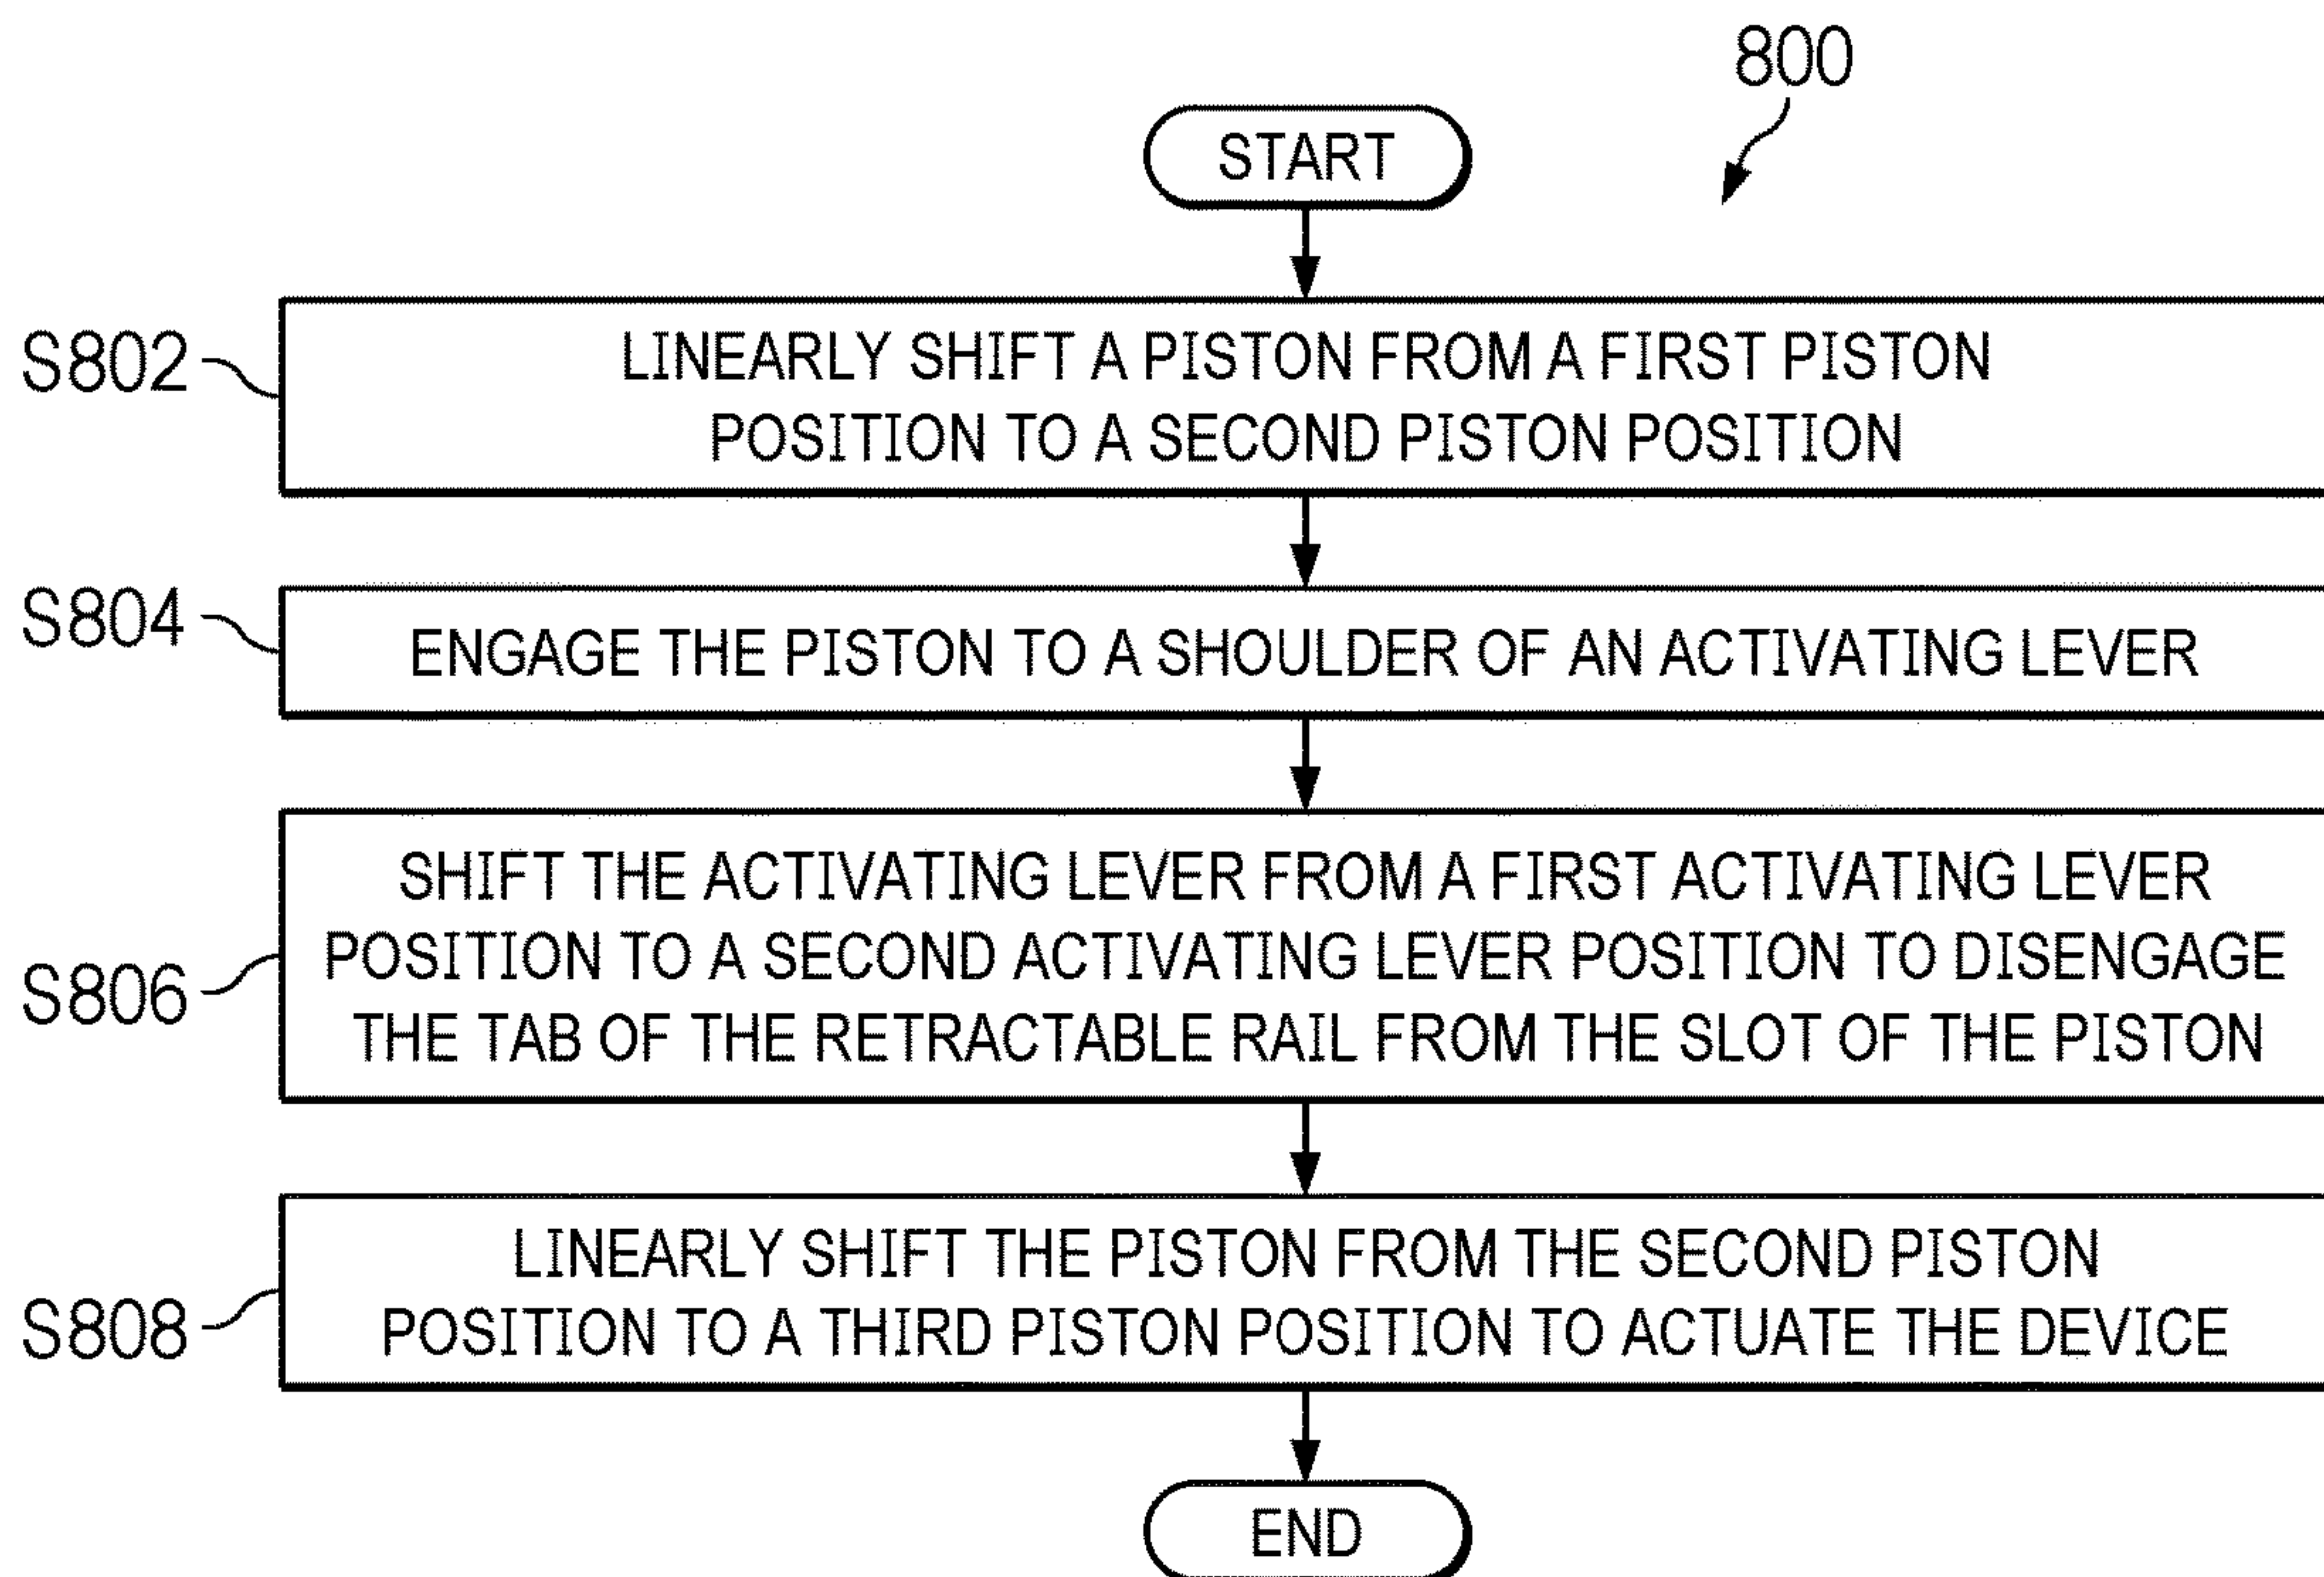 800
START
S802
LINEARLY SHIFT A PISTON FROM A FIRST PISTON
POSITION TO A SECOND PISTON POSITION
S804
ENGAGE THE PISTON TO A SHOULDER OF AN ACTIVATING LEVER
S806
SHIFT THE ACTIVATING LEVER FROM A FIRST ACTIVATING LEVER
POSITION TO A SECOND ACTIVATING LEVER POSITION TO DISENGAGE
THE TAB OF THE RETRACTABLE RAIL FROM THE SLOT OF THE PISTON
S808
LINEARLY SHIFT THE PISTON FROM THE SECOND PISTON
POSITION TO A THIRD PISTON POSITION TO ACTUATE THE DEVICE
END